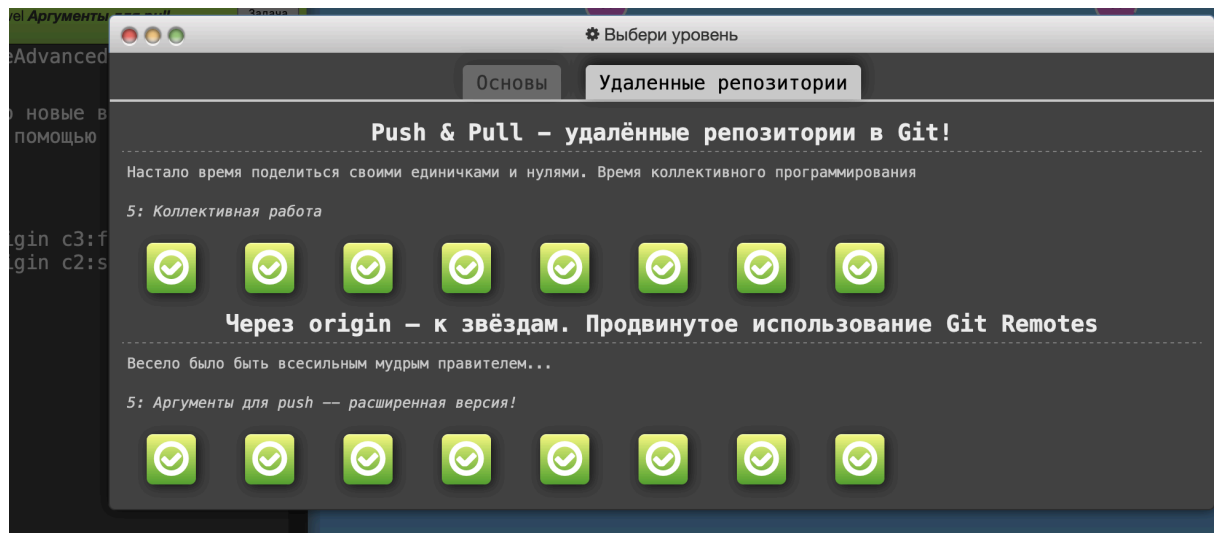 vel Аргументы для pull
Задача
eAdvanced
Выбери уровень
Основы
Удаленные репозитории
новые в
помощью
Push & Pull — удалённые репозитории в Git!
Настало время поделиться своими единичками и нулями. Время коллективного программирования
5: Коллективная работа
igin c3:f
igin c2:s
Через origin — к звёздам. Продвинутое использование Git Remotes
Весело было быть всесильным мудрым правителем...
5: Аргументы для push -- расширенная версия!